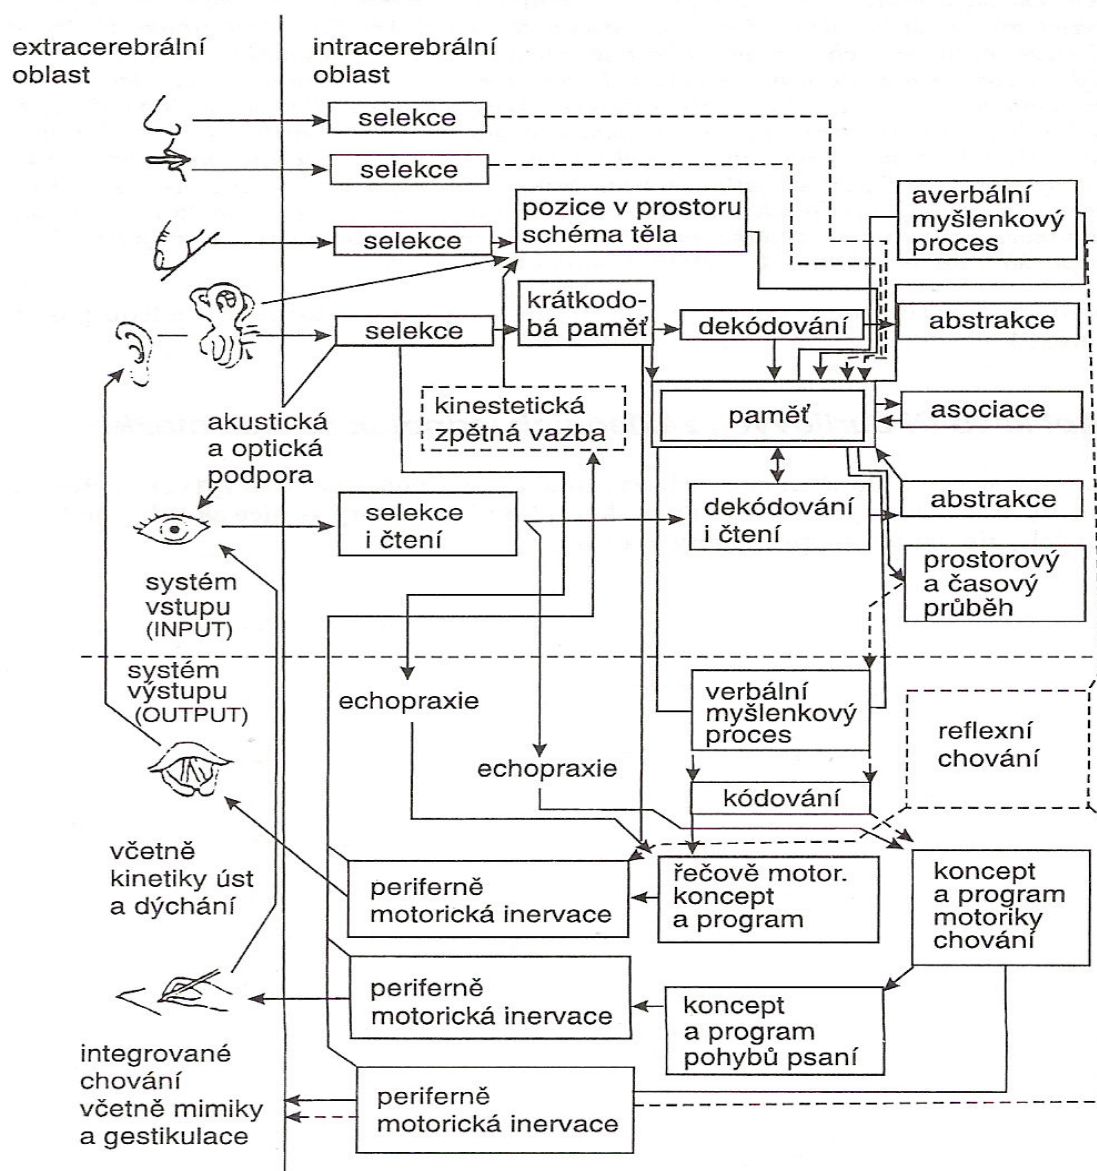 extracerebrální
oblast
intracerebrální
oblast
selekce
selekce
pozice v prostoru
schéma těla
averbální
myšlenkový
proces
selekce
krátkodo-
bá paměť
dekódování
abstrakce
selekce
kinestetická
zpětná vazba
paměť
asociace
akustická
a optická
podpora
selekce
i čtení
dekódování
i čtení
abstrakce
prostorový
a časový
průběh
systém
vstupu
(INPUT)
systém
výstupu
(OUTPUT)
echopraxie
verbální
myšlenkový
proces
reflexní
chování
echopraxie
kódování
včetně
kinetiky úst
a dýchání
periferně
motorická inervace
řečově motor.
koncept
a program
koncept
a program
motoriky
chování
periferně
motorická inervace
koncept
a program
pohybů psaní
integrované
chování
včetně mimiky
a gestikulace
periferně
motorická inervace